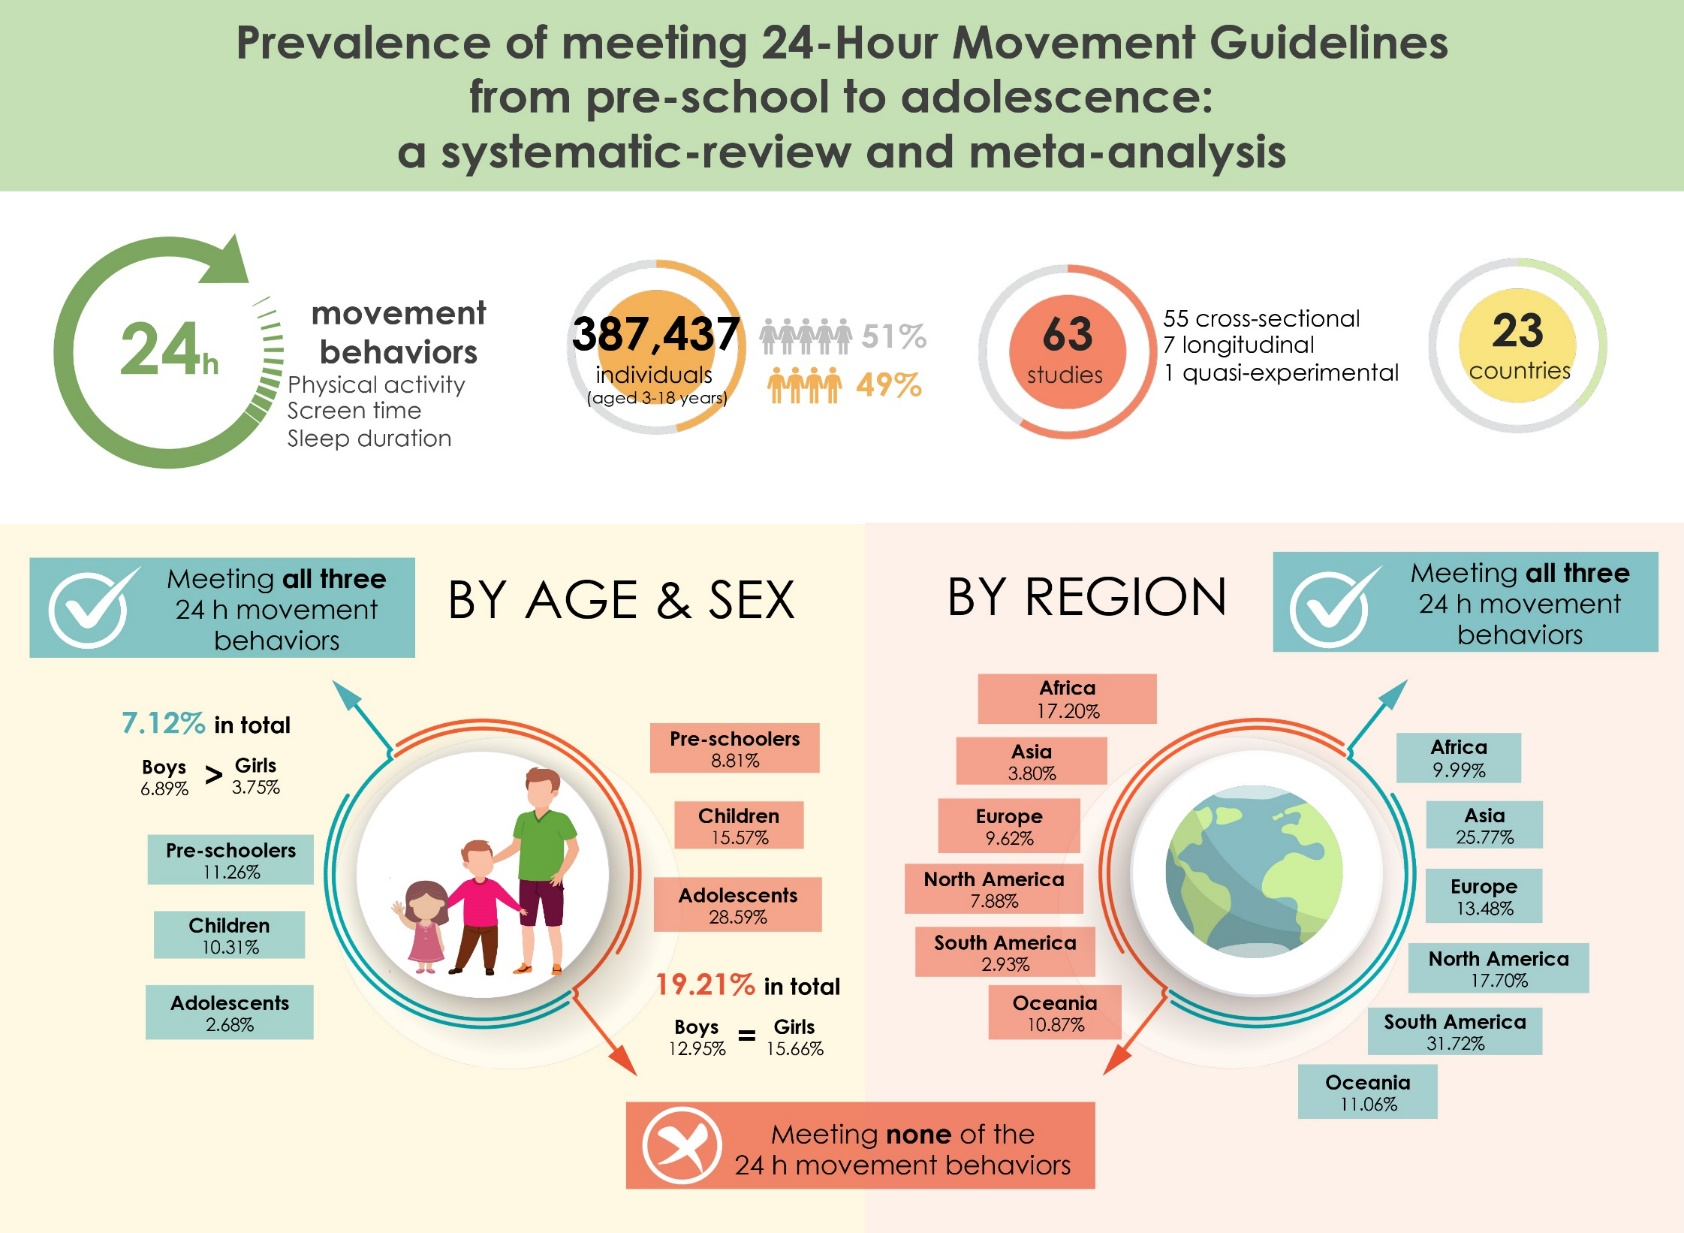 Prevalence of meeting 24-Hour Movement Guidelines
from pre-school to adolescence:
a systematic-review and meta-analysis
24h
movement
behaviors
Physical activity
Screen time
Sleep duration
387,437
individuals
(aged 3-18 years)
51%
49%
63
studies
55 cross-sectional
7 longitudinal
1 quasi-experimental
23
countries
Meeting all three
24 h movement
behaviors
BY AGE & SEX
7.12% in total
Boys > Girls
6.89% 3.75%
Pre-schoolers
11.26%
Children
10.31%
Adolescents
2.68%
Pre-schoolers
8.81%
Children
15.57%
Adolescents
28.59%
19.21% in total
Boys = Girls
12.95% 15.66%
BY REGION
Meeting all three
24 h movement
behaviors
Africa
17.20%
Asia
3.80%
Europe
9.62%
North America
7.88%
South America
2.93%
Oceania
10.87%
Africa
9.99%
Asia
25.77%
Europe
13.48%
North America
17.70%
South America
31.72%
Oceania
11.06%
Meeting none of the
24 h movement behaviors